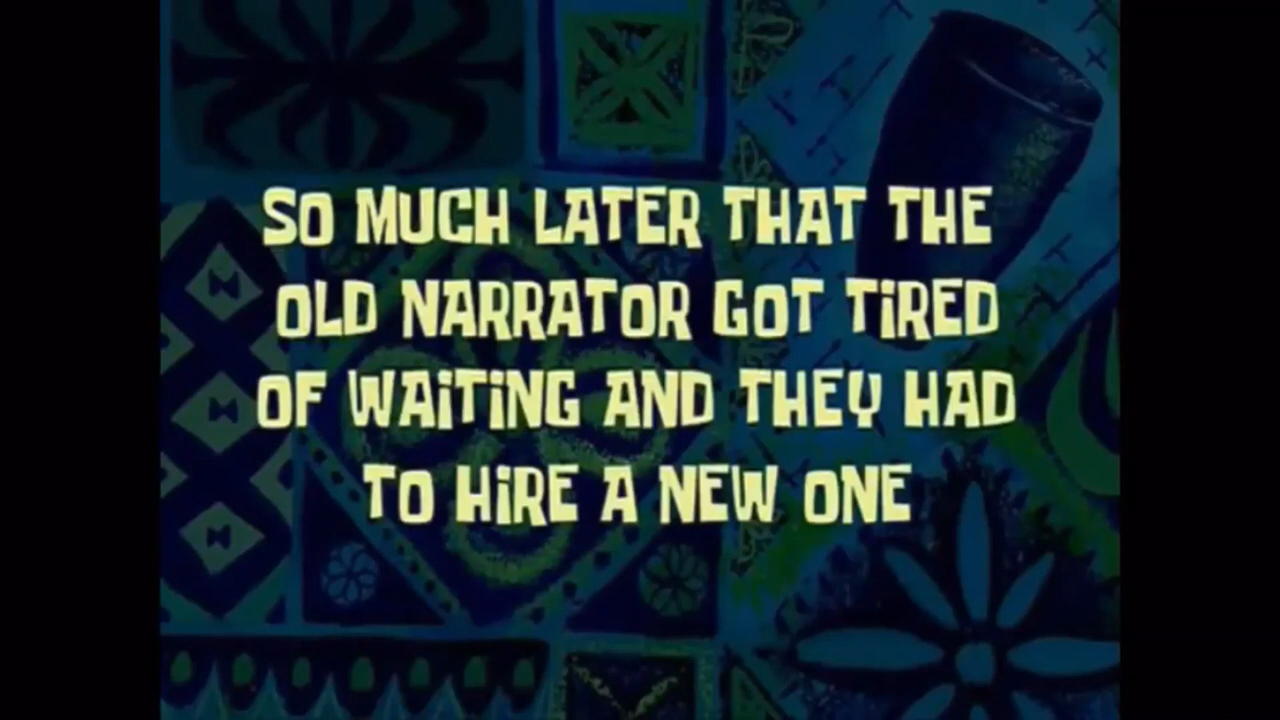 SO MUCH LATER THAT THE
OLD NARRATOR GOT TiRED
OF WAiTiNG AND THEY HAD
TO HiRE A NEW ONE